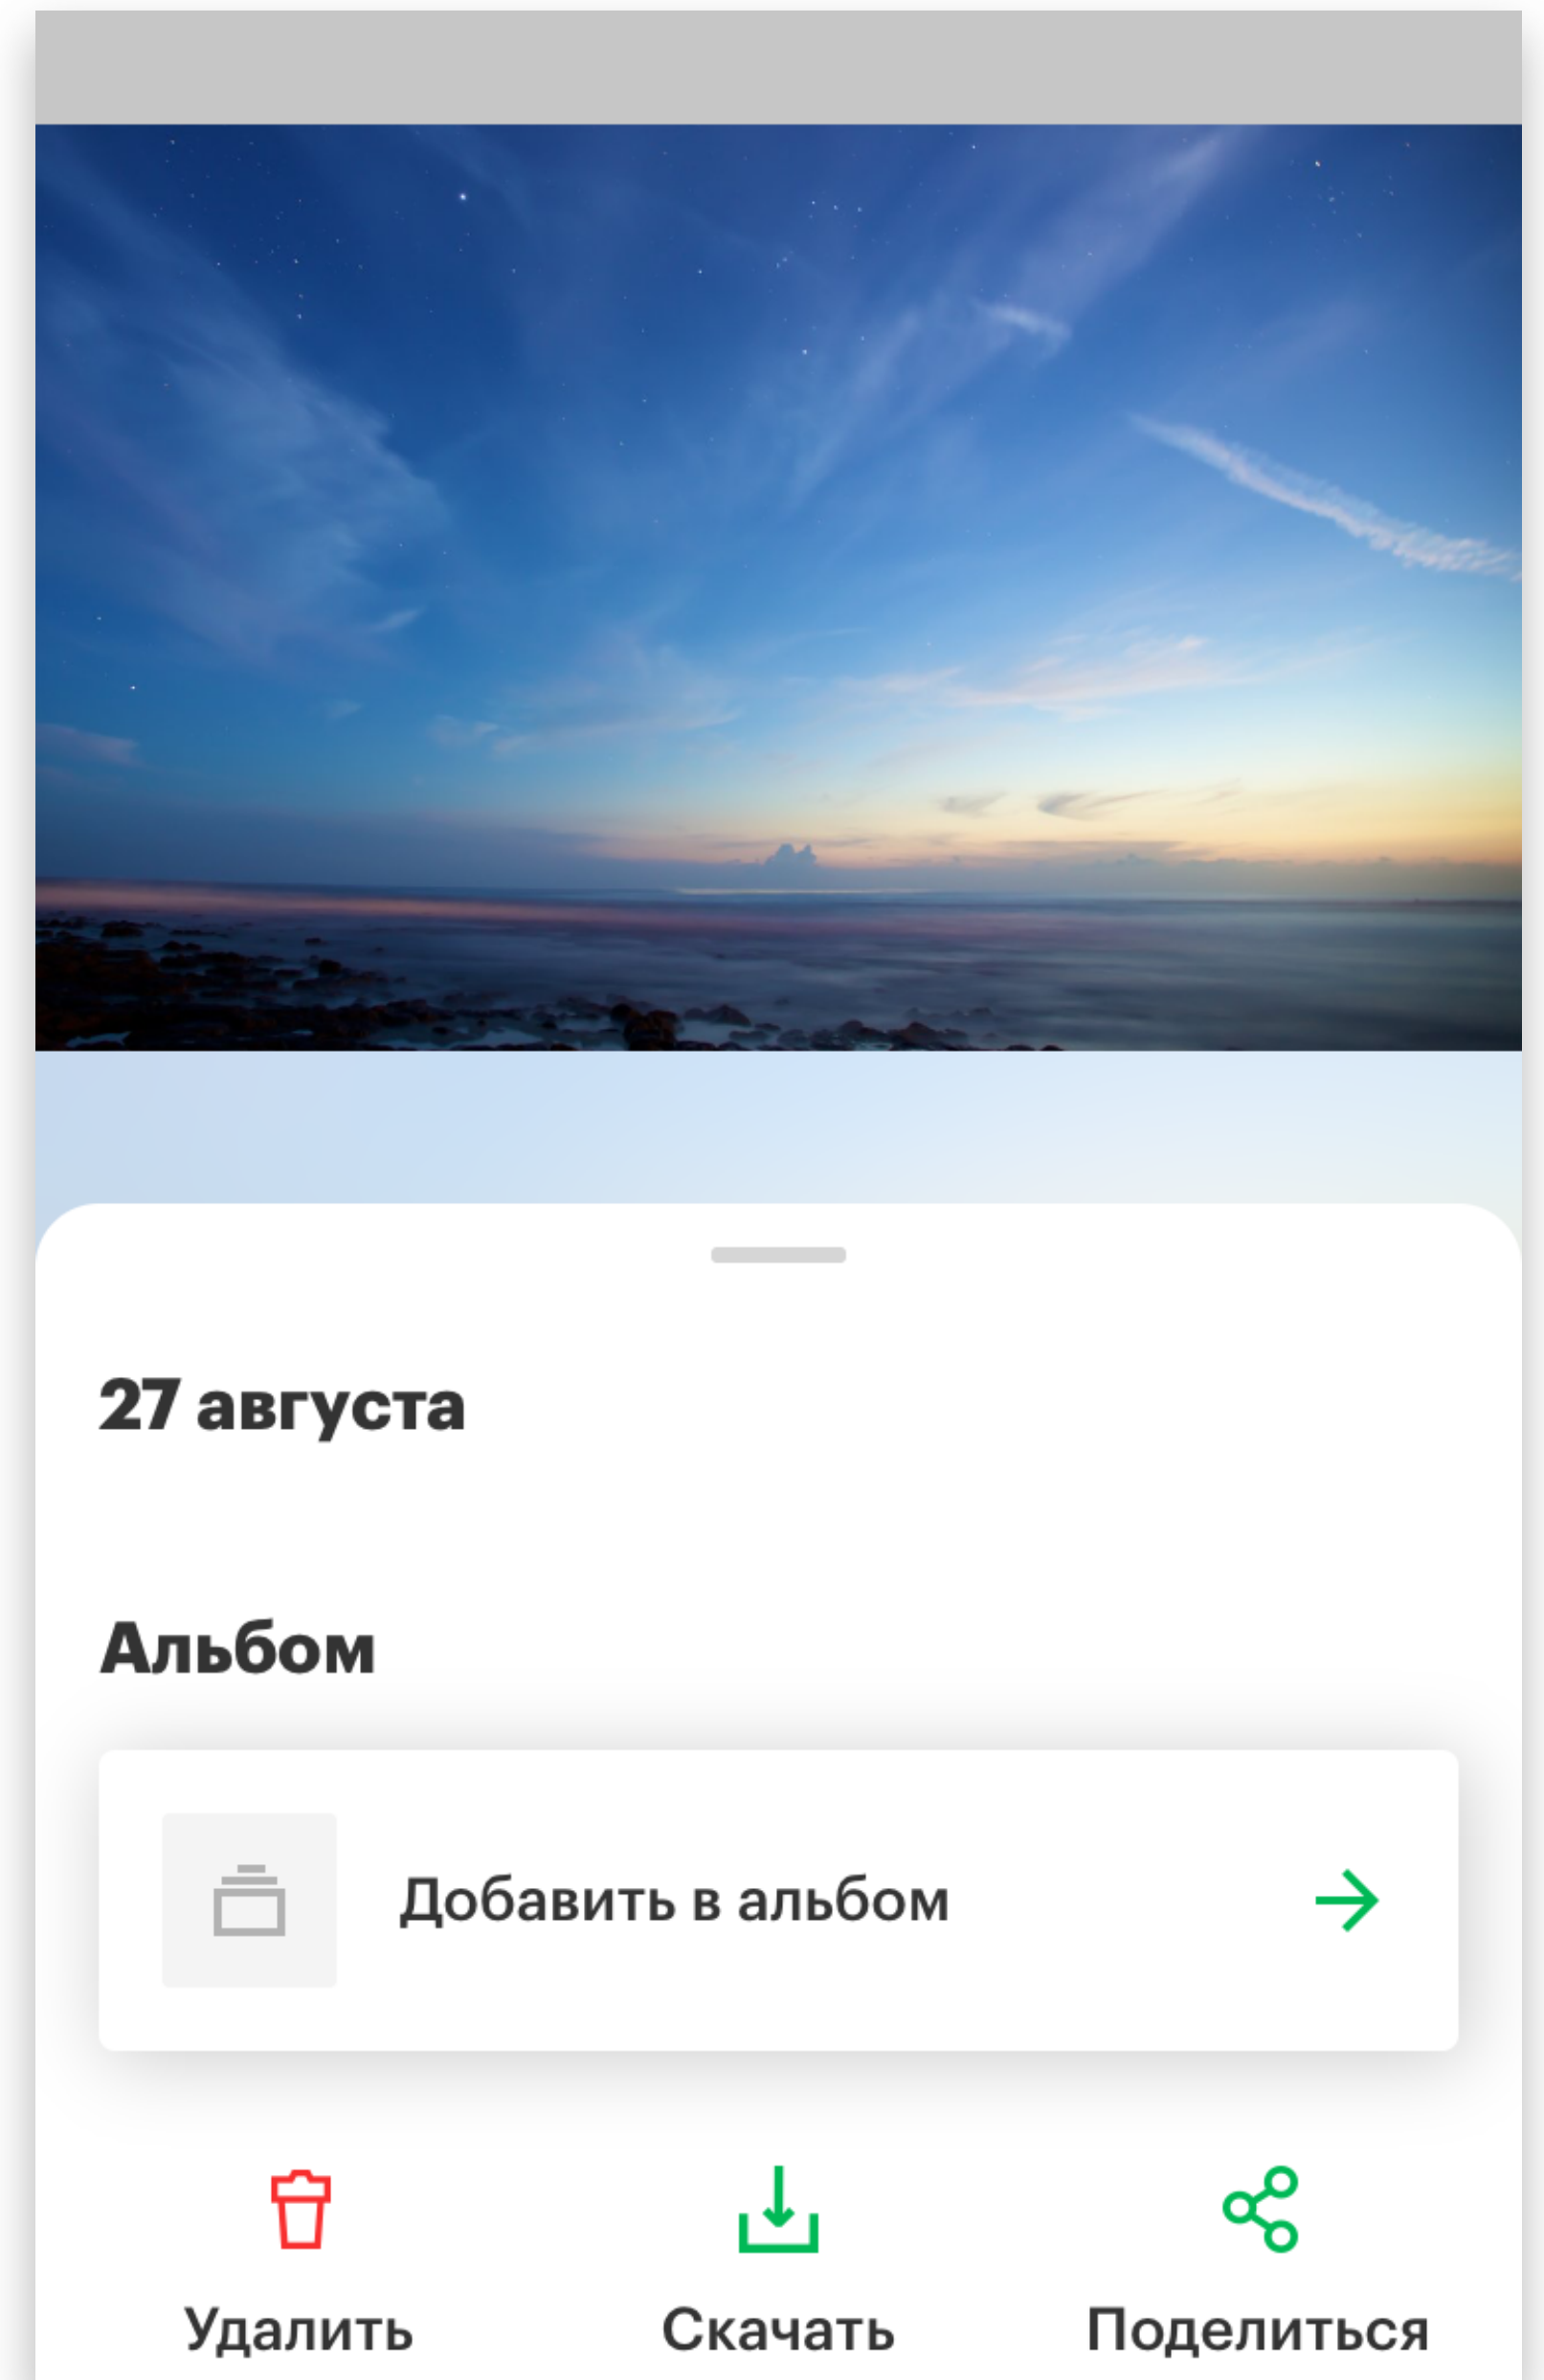 27 августа
Альбом
Добавить в альбом
Удалить
Скачать
Поделиться